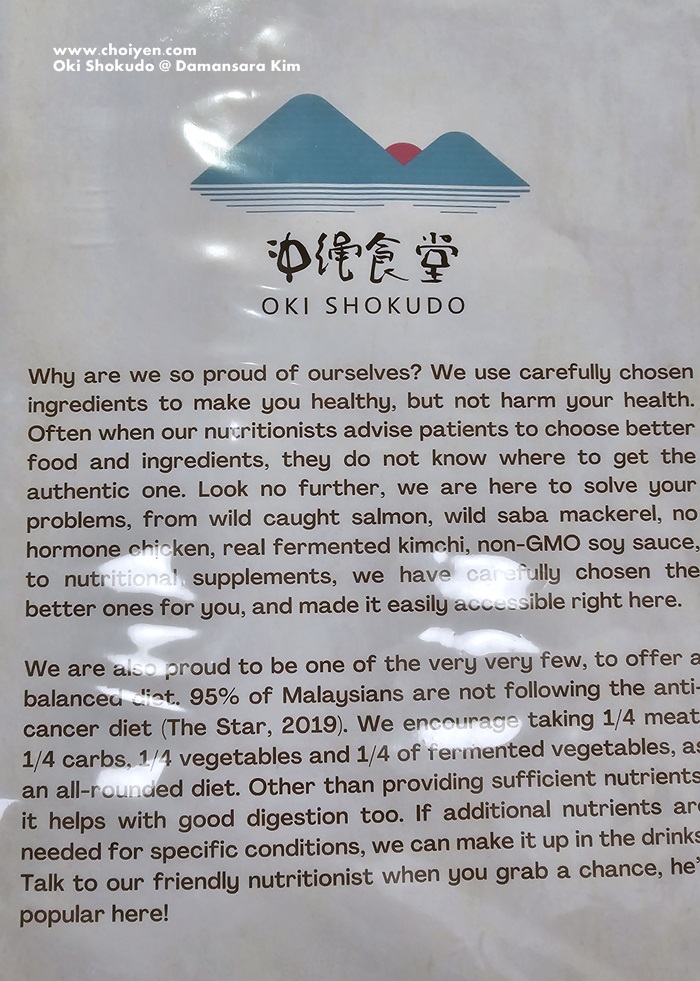 www.choiyen.com
Oki Shokudo @ Damansara Kim
沖绳食堂
OKI SHOKUDO
Why are we so proud of ourselves? We use carefully chosen
ingredients to make you healthy, but not harm your health.
Often when our nutritionists advise patients to choose better
food and ingredients, they do not know where to get the
authentic one. Look no further, we are here to solve your
problems, from wild caught salmon, wild saba mackerel, no
hormone chicken, real fermented kimchi, non-GMO soy sauce,
to nutritional supplements, we have carefully chosen the
better ones for you, and made it easily accessible right here.
We are also proud to be one of the very very few, to offer a
balanced diet. 95% of Malaysians are not following the anti-
cancer diet (The Star, 2019). We encourage taking 1/4 meat
1/4 carbs, 1/4 vegetables and 1/4 of fermented vegetables, as
an all-rounded diet. Other than providing sufficient nutrients
it helps with good digestion too. If additional nutrients are
needed for specific conditions, we can make it up in the drinks
Talk to our friendly nutritionist when you grab a chance, he'
popular here!